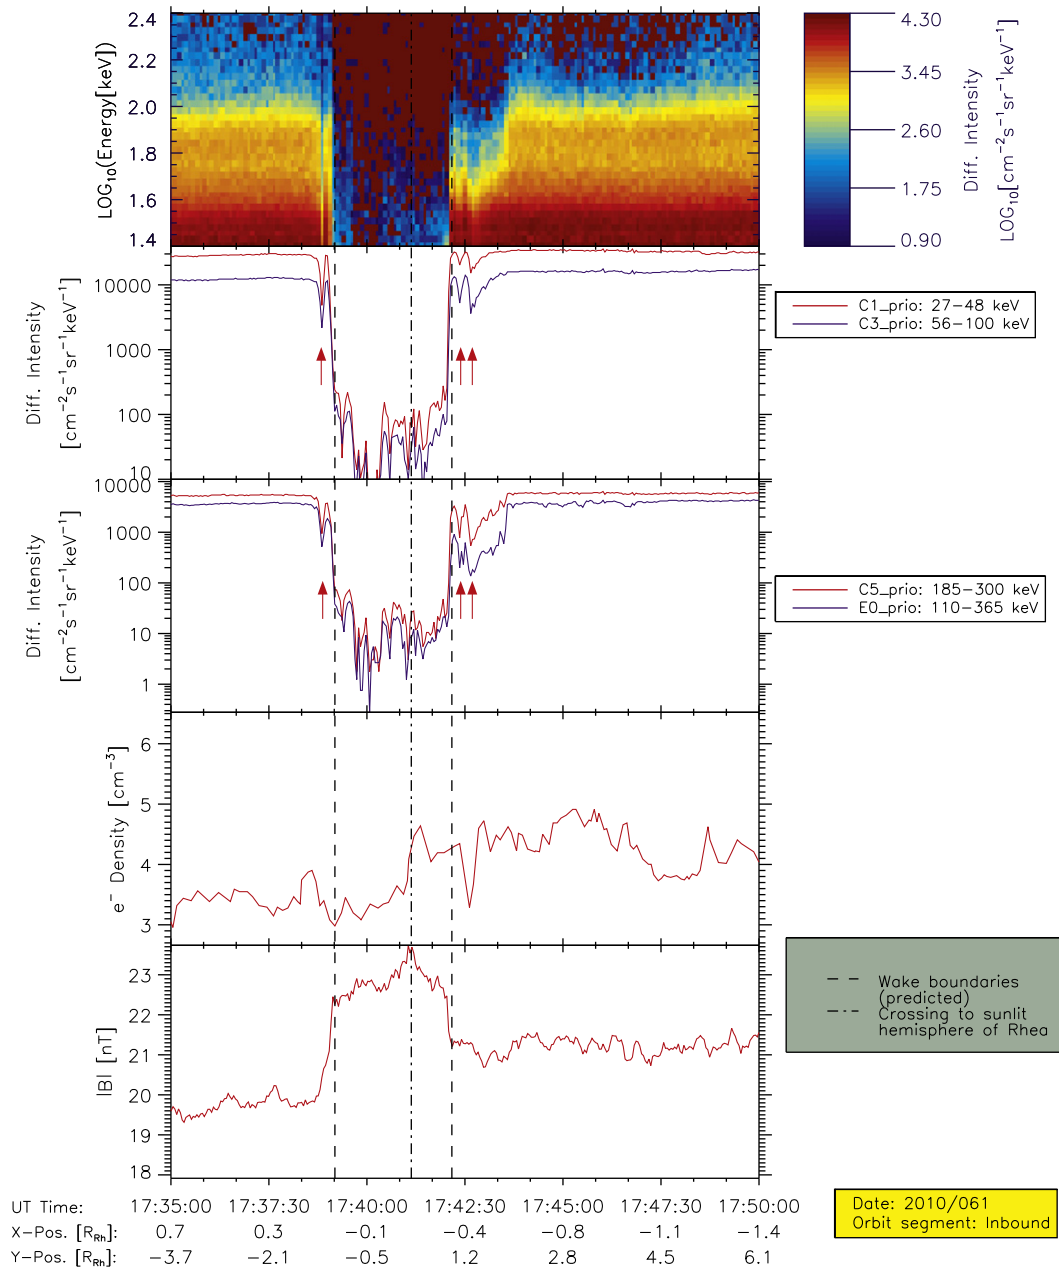 2.4
2.2
2.0
1.8
1.6
1.4
LOG10(Energy[keV])
4.30
3.45
2.60
1.75
0.90
Diff. Intensity
LOG10[cm−2s−1sr−1keV−1]
10000
1000
100
10
Diff. Intensity
[cm−2s−1sr−1keV−1]
C1_prio: 27−48 keV
C3_prio: 56−100 keV
10000
1000
100
10
1
Diff. Intensity
[cm−2s−1sr−1keV−1]
C5_prio: 185−300 keV
E0_prio: 110−365 keV
6
5
4
3
e− Density [cm−3]
23
22
21
20
19
18
|B| [nT]
Wake boundaries
(predicted)
Crossing to sunlit
hemisphere of Rhea
UT Time: 17:35:00 17:37:30 17:40:00 17:42:30 17:45:00 17:47:30 17:50:00
X−Pos. [RRh]: 0.7 0.3 −0.1 −0.4 −0.8 −1.1 −1.4
Y−Pos. [RRh]: −3.7 −2.1 −0.5 1.2 2.8 4.5 6.1
Date: 2010/061
Orbit segment: Inbound